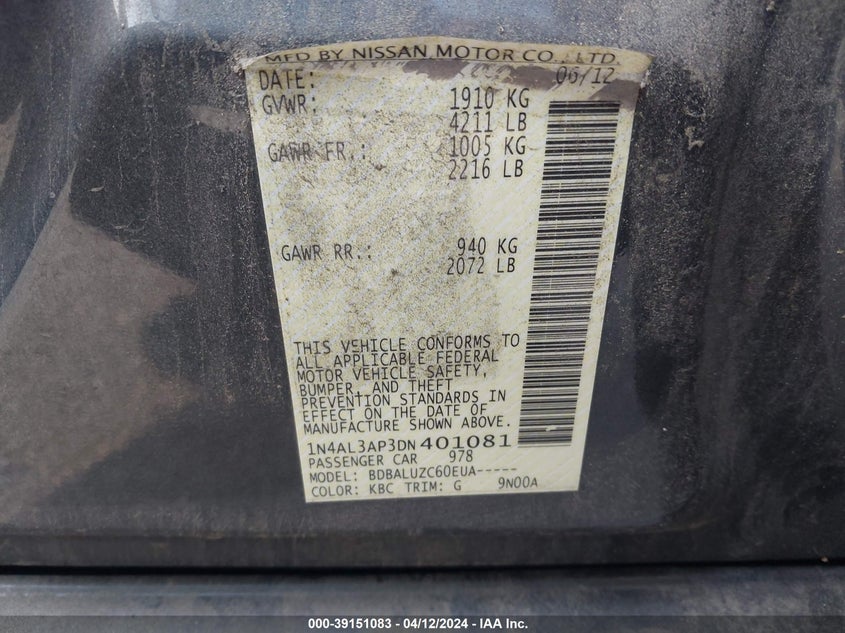 MFD BY NISSAN MOTOR CO., LTD.
DATE: 06/12
GVWR: 1910 KG
4211 LB
GAWR FR.: 1005 KG
2216 LB
GAWR RR.: 940 KG
2072 LB
THIS VEHICLE CONFORMS TO
ALL APPLICABLE FEDERAL
MOTOR VEHICLE SAFETY,
BUMPER, AND THEFT
PREVENTION STANDARDS IN
EFFECT ON THE DATE OF
MANUFACTURE SHOWN ABOVE.
1N4AL3AP3DN401081
PASSENGER CAR 978
MODEL: BDBALUZC60EUA-----
COLOR: KBC TRIM: G 9N00A
000-39151083 - 04/12/2024 - IAA Inc.